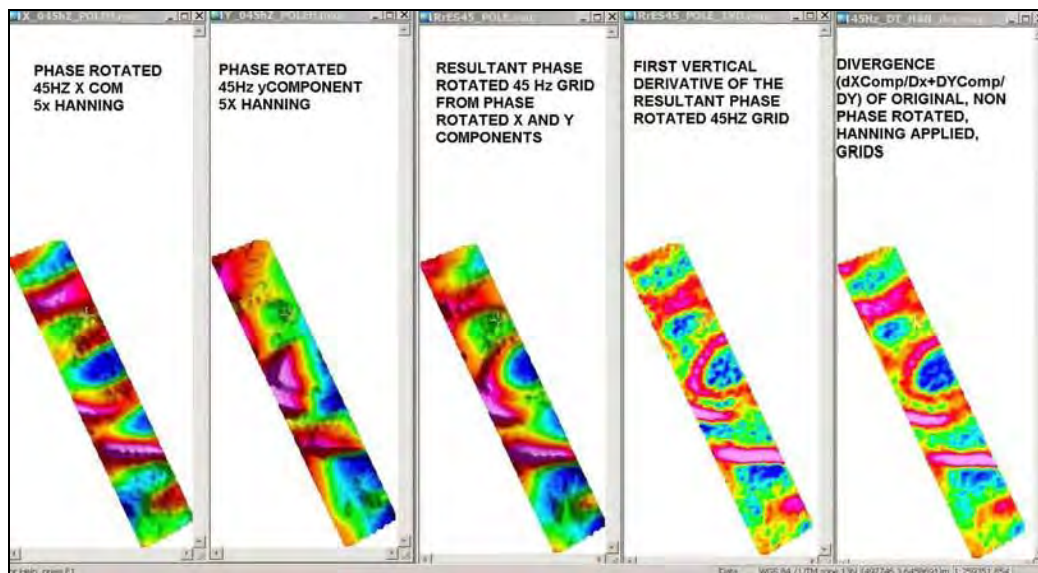 PHASE ROTATED
45HZ X COM
5x HANNING
PHASE ROTATED
45Hz yCOMPONENT
5X HANNING
RESULTANT PHASE
ROTATED 45 Hz GRID
FROM PHASE
ROTATED X AND Y
COMPONENTS
FIRST VERTICAL
DERIVATIVE OF THE
RESULTANT PHASE
ROTATED 45HZ GRID
DIVERGENCE
(dXComp/Dx+DYComp/
DY) OF ORIGINAL, NON
PHASE ROTATED,
HANNING APPLIED,
GRIDS